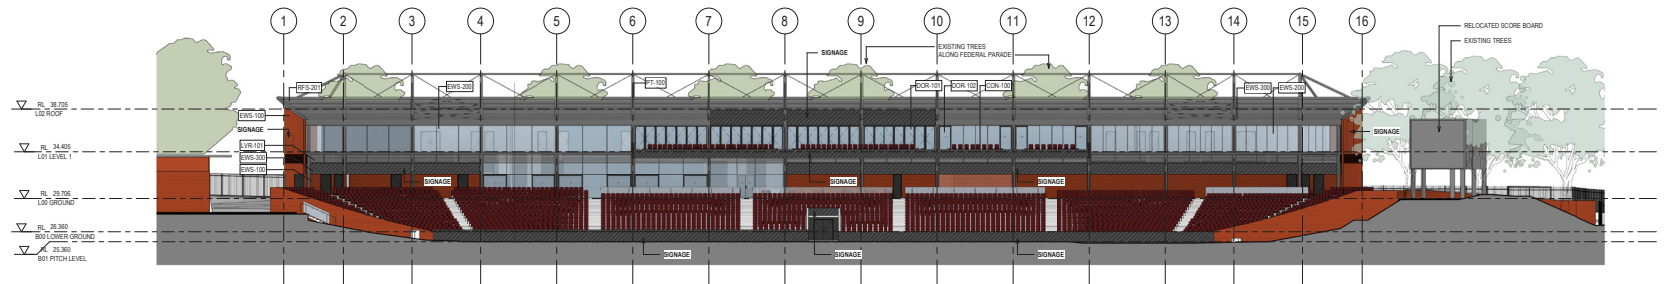 1 2 3 4 5 6 7 8 9 10 11 12 13 14 15 16
RELOCATED SCORE BOARD
EXISTING TREES
SIGNAGE
EXISTING TREES
ALONG FEDERAL PARADE
RFS-201
EWS-200
PT-100
DOR-101
DOR-102
CON-100
EWS-300
EWS-200
RL 38.705
L02 ROOF
EWS-100
SIGNAGE
SIGNAGE
LVR-101
RL 34.405
L01 LEVEL 1
EWS-300
EWS-100
SIGNAGE
SIGNAGE
SIGNAGE
RL 29.706
L00 GROUND
RL 26.360
B00 LOWER GROUND
RL 25.360
B01 PITCH LEVEL
SIGNAGE
SIGNAGE
SIGNAGE